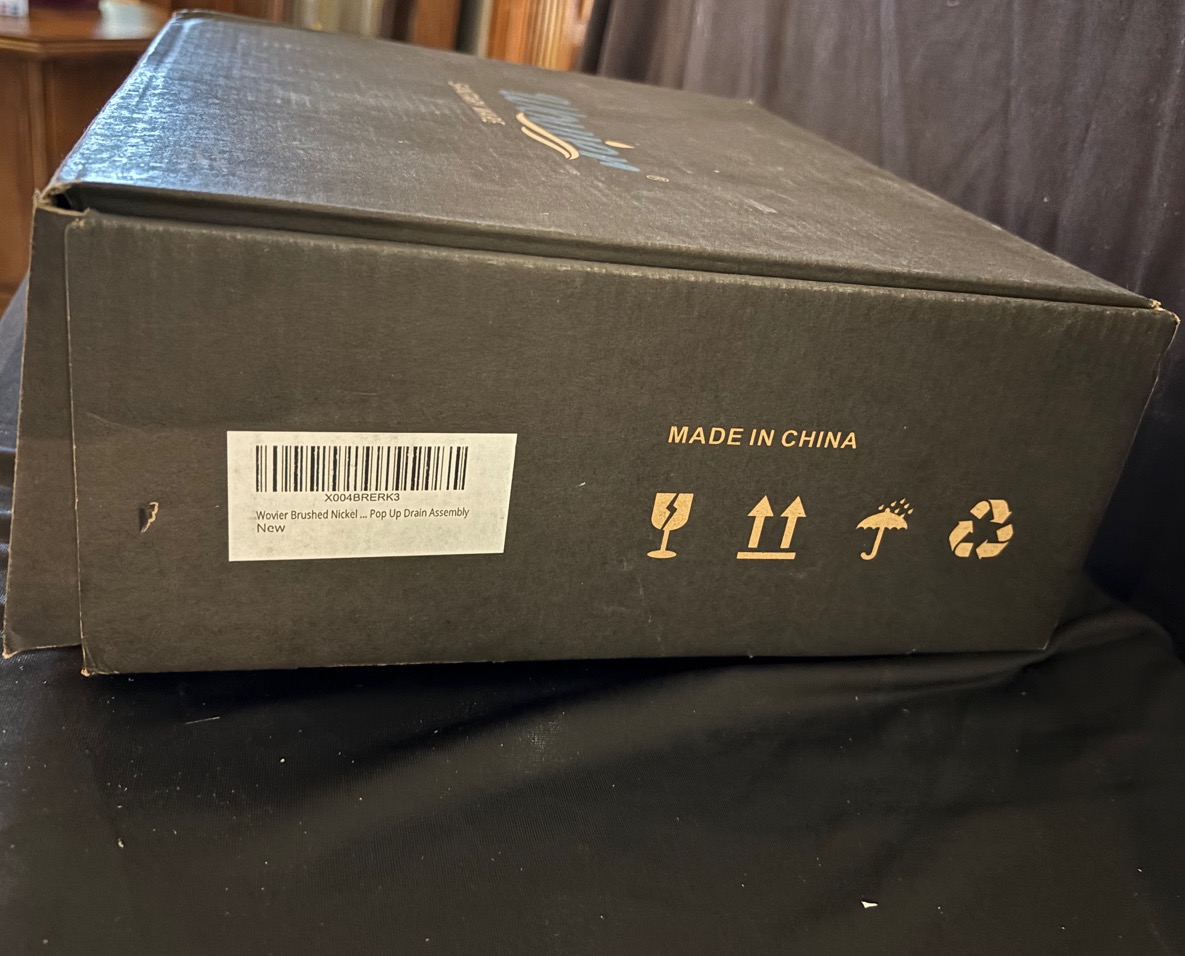 ®
X004BRERK3
Wovier Brushed Nickel ... Pop Up Drain Assembly
New
MADE IN CHINA